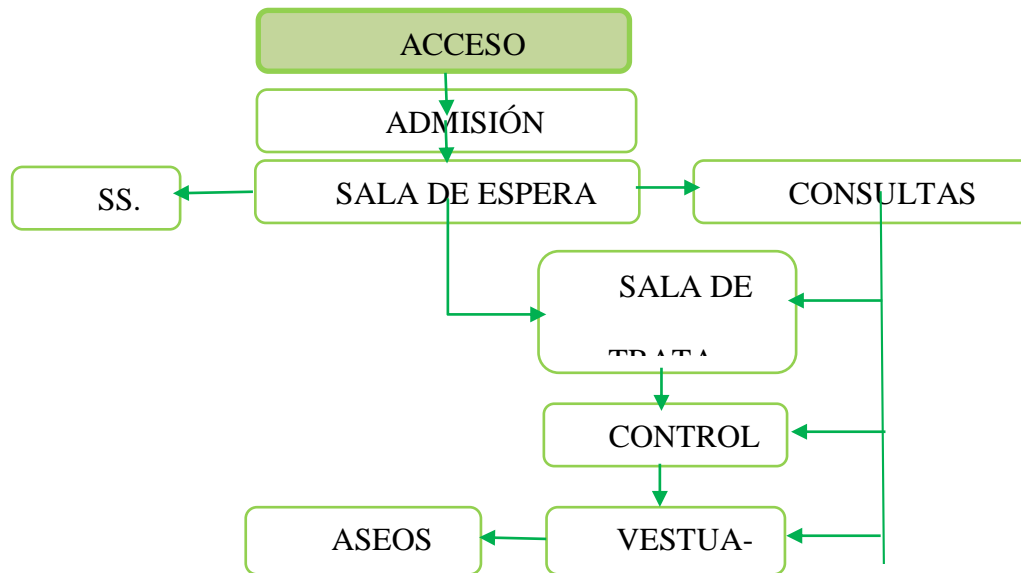 ACCESO
ADMISIÓN
SS.
SALA DE ESPERA
CONSULTAS
SALA DE
CONTROL
ASEOS
VESTUA-